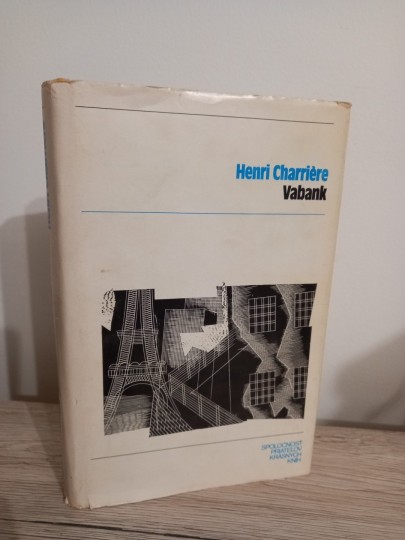 Henri Charrière
Vabank
SPOLOČNOSŤ
PRIATEĽOV
KRÁSNYCH
KNÍH